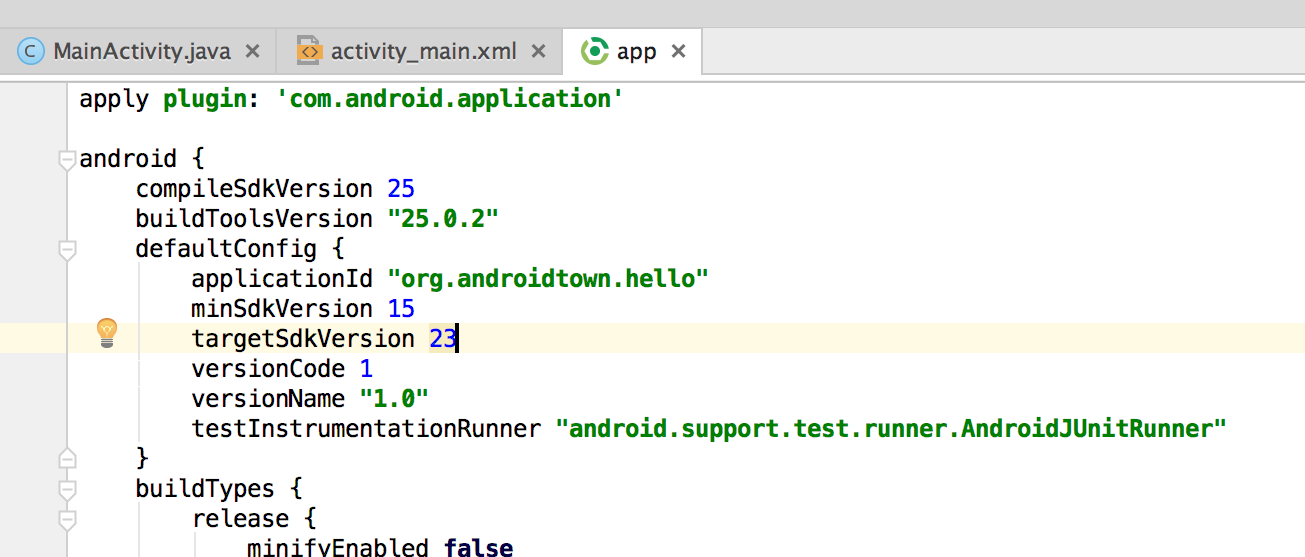 MainActivity.java activity_main.xml app
apply plugin: 'com.android.application'
android {
compileSdkVersion 25
buildToolsVersion "25.0.2"
defaultConfig {
applicationId "org.androidtown.hello"
minSdkVersion 15
targetSdkVersion 23
versionCode 1
versionName "1.0"
testInstrumentationRunner "android.support.test.runner.AndroidJUnitRunner"
}
buildTypes {
release {
minifyEnabled false